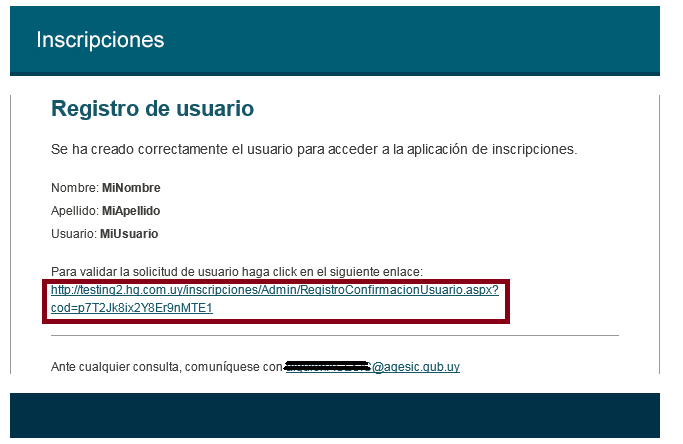 Inscripciones
Registro de usuario
Se ha creado correctamente el usuario para acceder a la aplicación de inscripciones.
Nombre: MiNombre
Apellido: MiApellido
Usuario: MiUsuario
Para validar la solicitud de usuario haga click en el siguiente enlace:
http://testing2.hg.com.uy/inscripciones/Admin/RegistroConfirmacionUsuario.aspx?
cod=p7T2Jk8ix2Y8Er9nMTE1
Ante cualquier consulta, comuníquese con @agesic.gub.uy